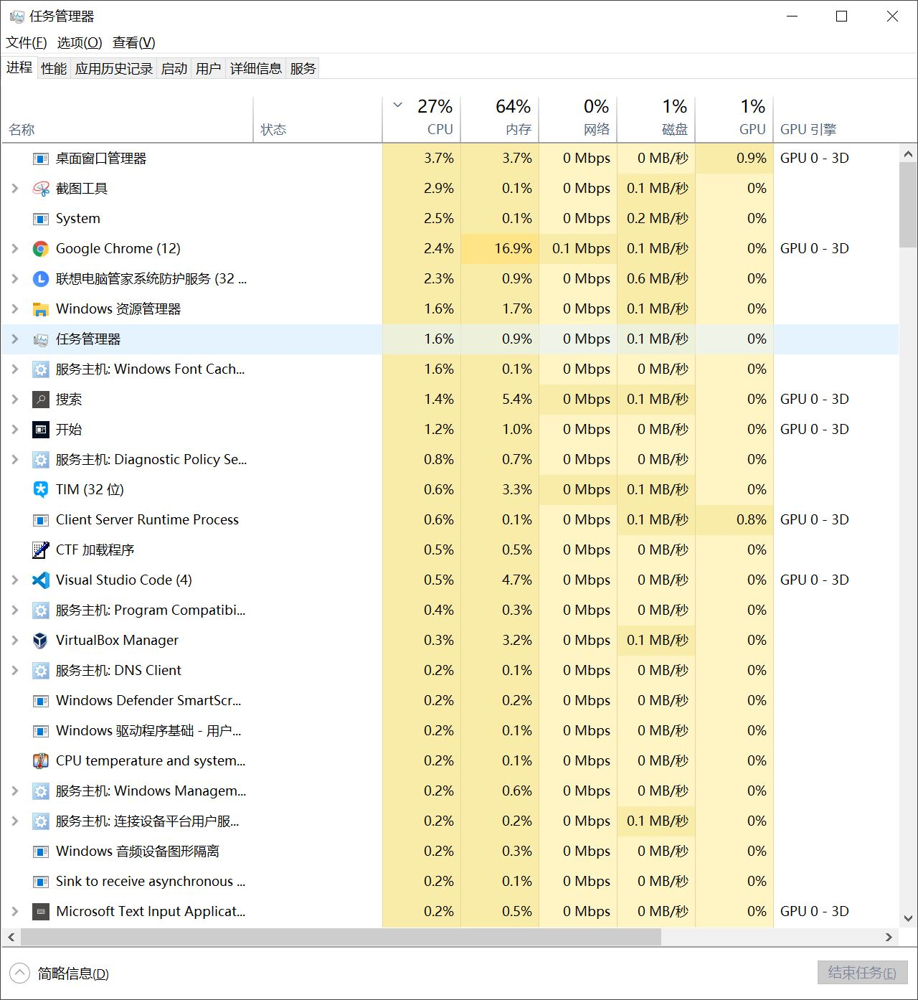 任务管理器
文件(F) 选项(O) 查看(V)
进程 性能 应用历史记录 启动 用户 详细信息 服务
27% 64% 0% 1% 1%
名称 状态 CPU 内存 网络 磁盘 GPU GPU 引擎
桌面窗口管理器 3.7% 3.7% 0 Mbps 0 MB/秒 0.9% GPU 0 - 3D
截图工具 2.9% 0.1% 0 Mbps 0.1 MB/秒 0%
System 2.5% 0.1% 0 Mbps 0.2 MB/秒 0%
Google Chrome (12) 2.4% 16.9% 0.1 Mbps 0.1 MB/秒 0% GPU 0 - 3D
联想电脑管家系统防护服务 (32 ... 2.3% 0.9% 0 Mbps 0.6 MB/秒 0%
Windows 资源管理器 1.6% 1.7% 0 Mbps 0.1 MB/秒 0%
任务管理器 1.6% 0.9% 0 Mbps 0.1 MB/秒 0%
服务主机: Windows Font Cach... 1.6% 0.1% 0 Mbps 0 MB/秒 0%
搜索 1.4% 5.4% 0 Mbps 0.1 MB/秒 0% GPU 0 - 3D
开始 1.2% 1.0% 0 Mbps 0 MB/秒 0% GPU 0 - 3D
服务主机: Diagnostic Policy Se... 0.8% 0.7% 0 Mbps 0 MB/秒 0%
TIM (32 位) 0.6% 3.3% 0 Mbps 0.1 MB/秒 0%
Client Server Runtime Process 0.6% 0.1% 0 Mbps 0.1 MB/秒 0.8% GPU 0 - 3D
CTF 加载程序 0.5% 0.5% 0 Mbps 0 MB/秒 0%
Visual Studio Code (4) 0.5% 4.7% 0 Mbps 0 MB/秒 0% GPU 0 - 3D
服务主机: Program Compatibi... 0.4% 0.3% 0 Mbps 0 MB/秒 0%
VirtualBox Manager 0.3% 3.2% 0 Mbps 0.1 MB/秒 0%
服务主机: DNS Client 0.2% 0.1% 0 Mbps 0 MB/秒 0%
Windows Defender SmartScr... 0.2% 0.2% 0 Mbps 0 MB/秒 0%
Windows 驱动程序基础 - 用户... 0.2% 0.1% 0 Mbps 0 MB/秒 0%
CPU temperature and system... 0.2% 0.1% 0 Mbps 0 MB/秒 0%
服务主机: Windows Managem... 0.2% 0.6% 0 Mbps 0 MB/秒 0%
服务主机: 连接设备平台用户服... 0.2% 0.2% 0 Mbps 0.1 MB/秒 0%
Windows 音频设备图形隔离 0.2% 0.3% 0 Mbps 0 MB/秒 0%
Sink to receive asynchronous ... 0.2% 0.1% 0 Mbps 0 MB/秒 0%
Microsoft Text Input Applicat... 0.2% 0.5% 0 Mbps 0 MB/秒 0% GPU 0 - 3D
简略信息(D) 结束任务(E)